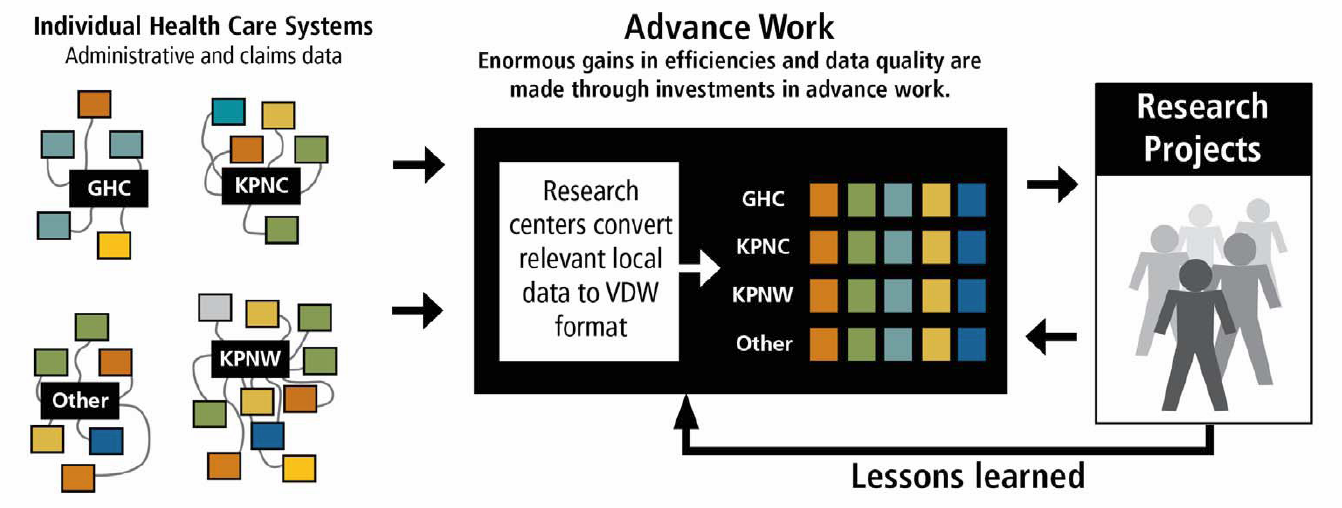 Individual Health Care Systems
Administrative and claims data
GHC
KPNC
Other
KPNW
Advance Work
Enormous gains in efficiencies and data quality are
made through investments in advance work.
Research
centers convert
relevant local
data to VDW
format
GHC
KPNC
KPNW
Other
Research
Projects
Lessons learned